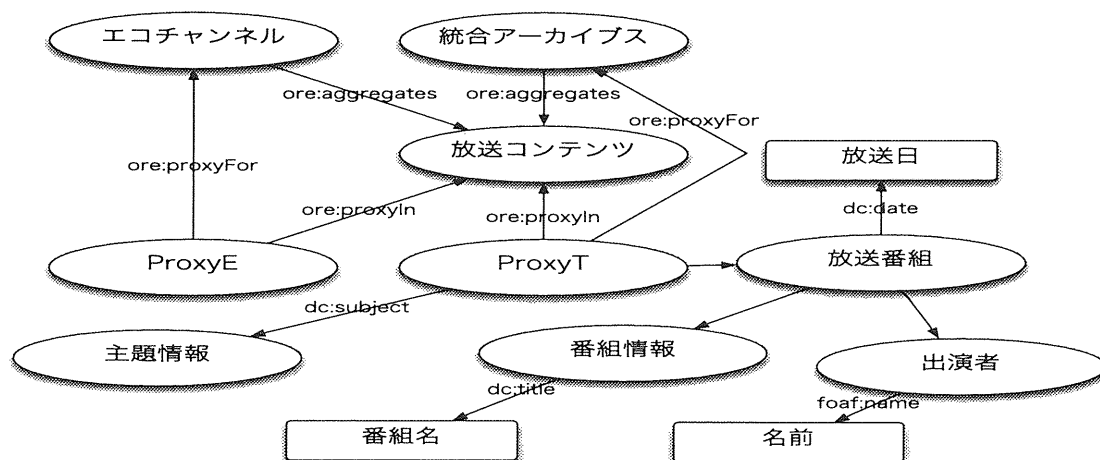 エコチャンネル
統合アーカイブス
ore:aggregates
ore:aggregates
ore:proxyFor
放送コンテンツ
放送日
ore:proxyFor
ore:proxyIn
ore:proxyIn
dc:date
ProxyE
ProxyT
放送番組
dc:subject
主題情報
番組情報
出演者
dc:title
foaf:name
番組名
名前